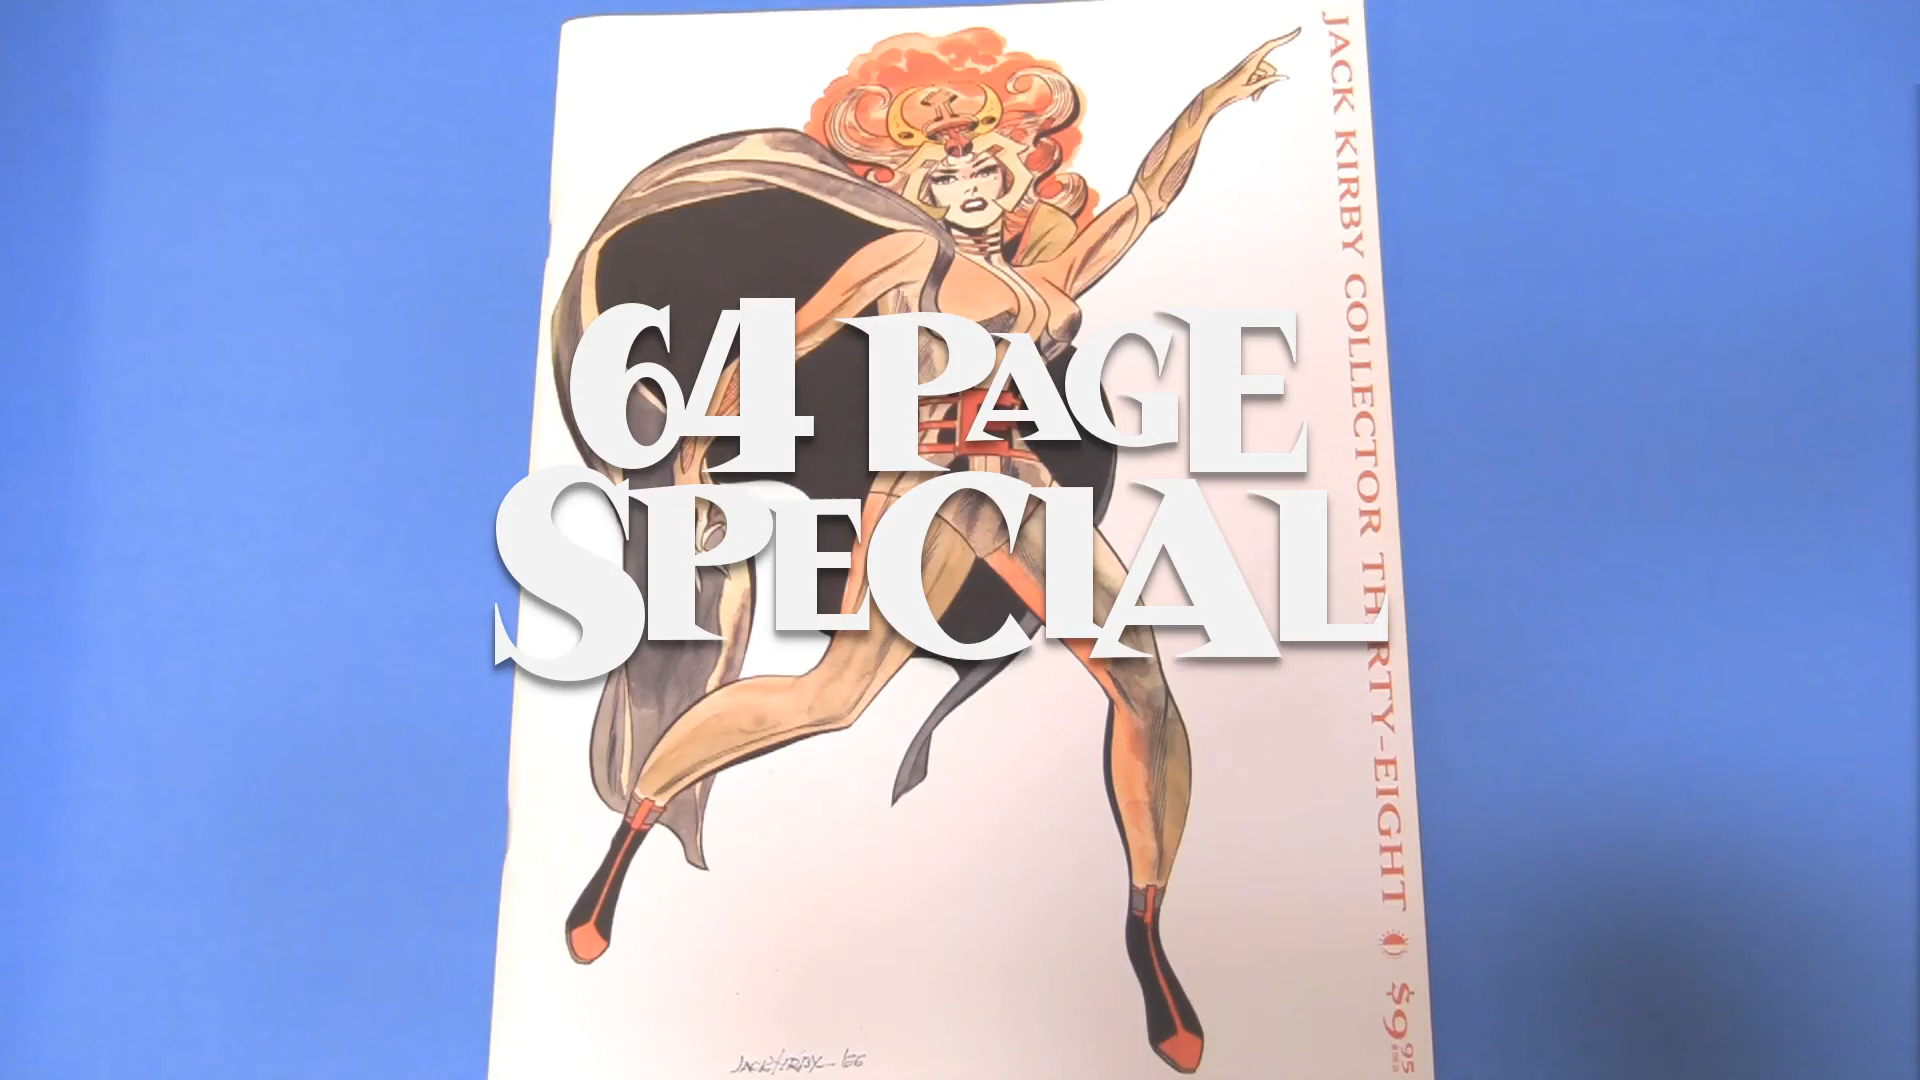 64 PAGE
SPECIAL
JACK KIRBY COLLECTOR THIRTY-EIGHT $9.95
JACK KIRBY '66